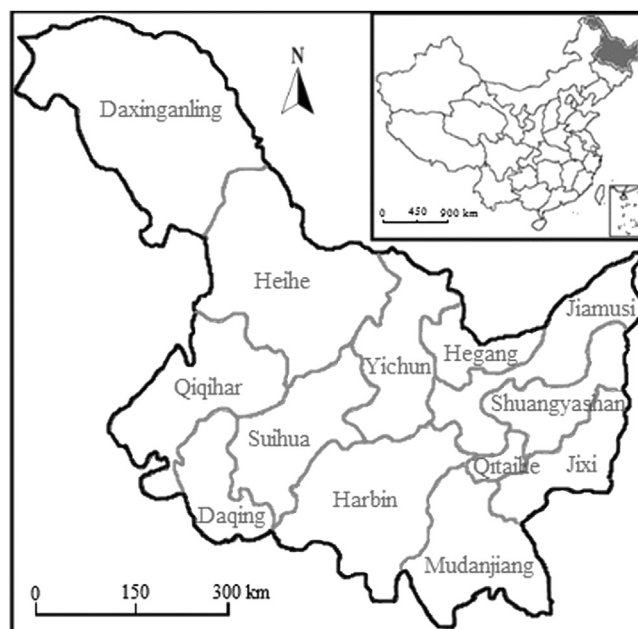 N
Daxinganling
0 450 900 km
Heihe
Jiamusi
Hegang
Yichun
Qiqihar
Shuangyashan
Suihua
Qitaihe
Jixi
Harbin
Daqing
Mudanjiang
0 150 300 km